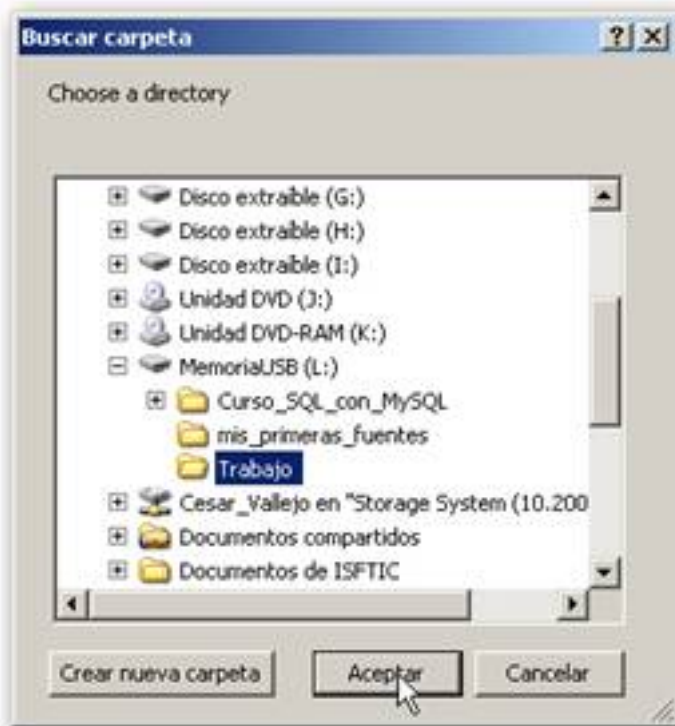 Buscar carpeta
Choose a directory
Disco extraíble (G:)
Disco extraíble (H:)
Disco extraíble (I:)
Unidad DVD (J:)
Unidad DVD-RAM (K:)
MemoriaUSB (L:)
Curso_SQL_con_MySQL
mis_primeras_fuentes
Trabajo
Cesar_Vallejo en "Storage System (10.200
Documentos compartidos
Documentos de ISFTIC
Crear nueva carpeta Aceptar Cancelar